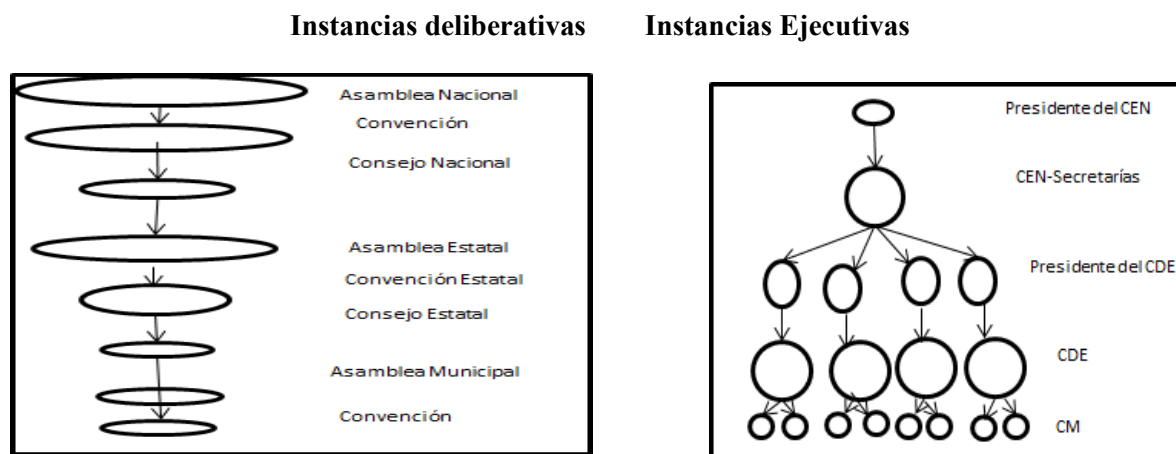 Instancias deliberativas Instancias Ejecutivas
Asamblea Nacional
Convención
Consejo Nacional
Asamblea Estatal
Convención Estatal
Consejo Estatal
Asamblea Municipal
Convención
Presidente del CEN
CEN-Secretarías
Presidente del CDE
CDE
CM